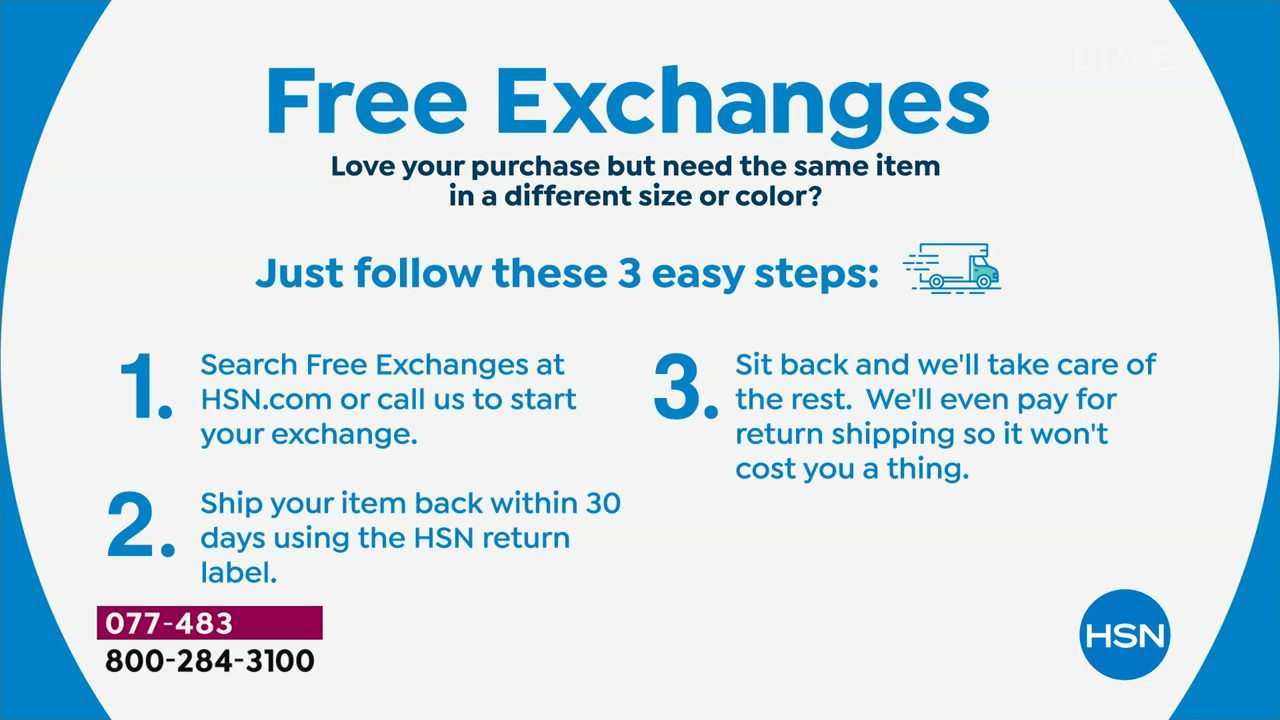 LIVE
Free Exchanges
Love your purchase but need the same item
in a different size or color?
Just follow these 3 easy steps:
1. Search Free Exchanges at
HSN.com or call us to start
your exchange.
2. Ship your item back within 30
days using the HSN return
label.
3. Sit back and we'll take care of
the rest. We'll even pay for
return shipping so it won't
cost you a thing.
077-483
800-284-3100
HSN